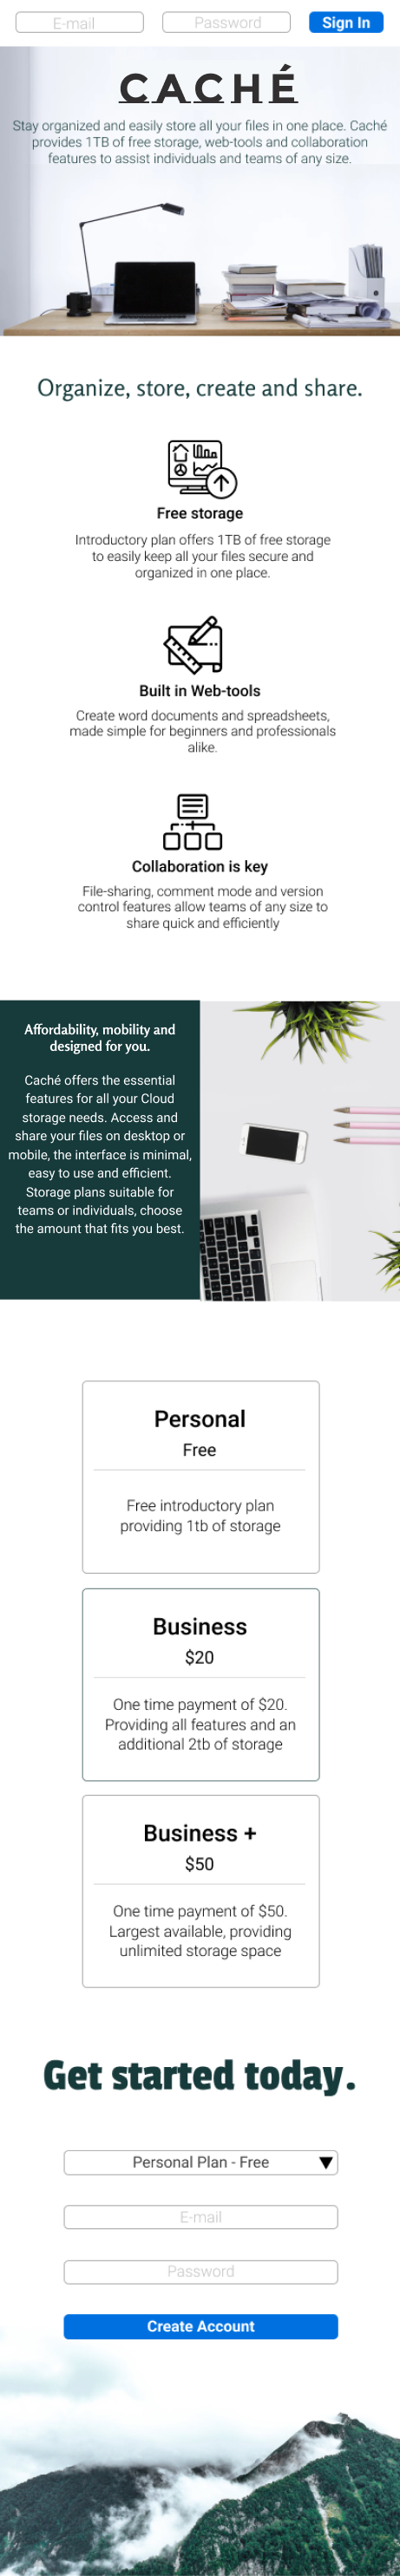 E-mail
Password
Sign In
CACHÉ
Stay organized and easily store all your files in one place. Caché
provides 1TB of free storage, web-tools and collaboration
features to assist individuals and teams of any size.
Organize, store, create and share.
Free storage
Introductory plan offers 1TB of free storage
to easily keep all your files secure and
organized in one place.
Built in Web-tools
Create word documents and spreadsheets,
made simple for beginners and professionals
alike.
Collaboration is key
File-sharing, comment mode and version
control features allow teams of any size to
share quick and efficiently
Affordability, mobility and
designed for you.
Caché offers the essential
features for all your Cloud
storage needs. Access and
share your files on desktop or
mobile, the interface is minimal,
easy to use and efficient.
Storage plans suitable for
teams or individuals, choose
the amount that fits you best.
Personal
Free
Free introductory plan
providing 1tb of storage
Business
$20
One time payment of $20.
Providing all features and an
additional 2tb of storage
Business +
$50
One time payment of $50.
Largest available, providing
unlimited storage space
Get started today.
Personal Plan - Free
E-mail
Password
Create Account